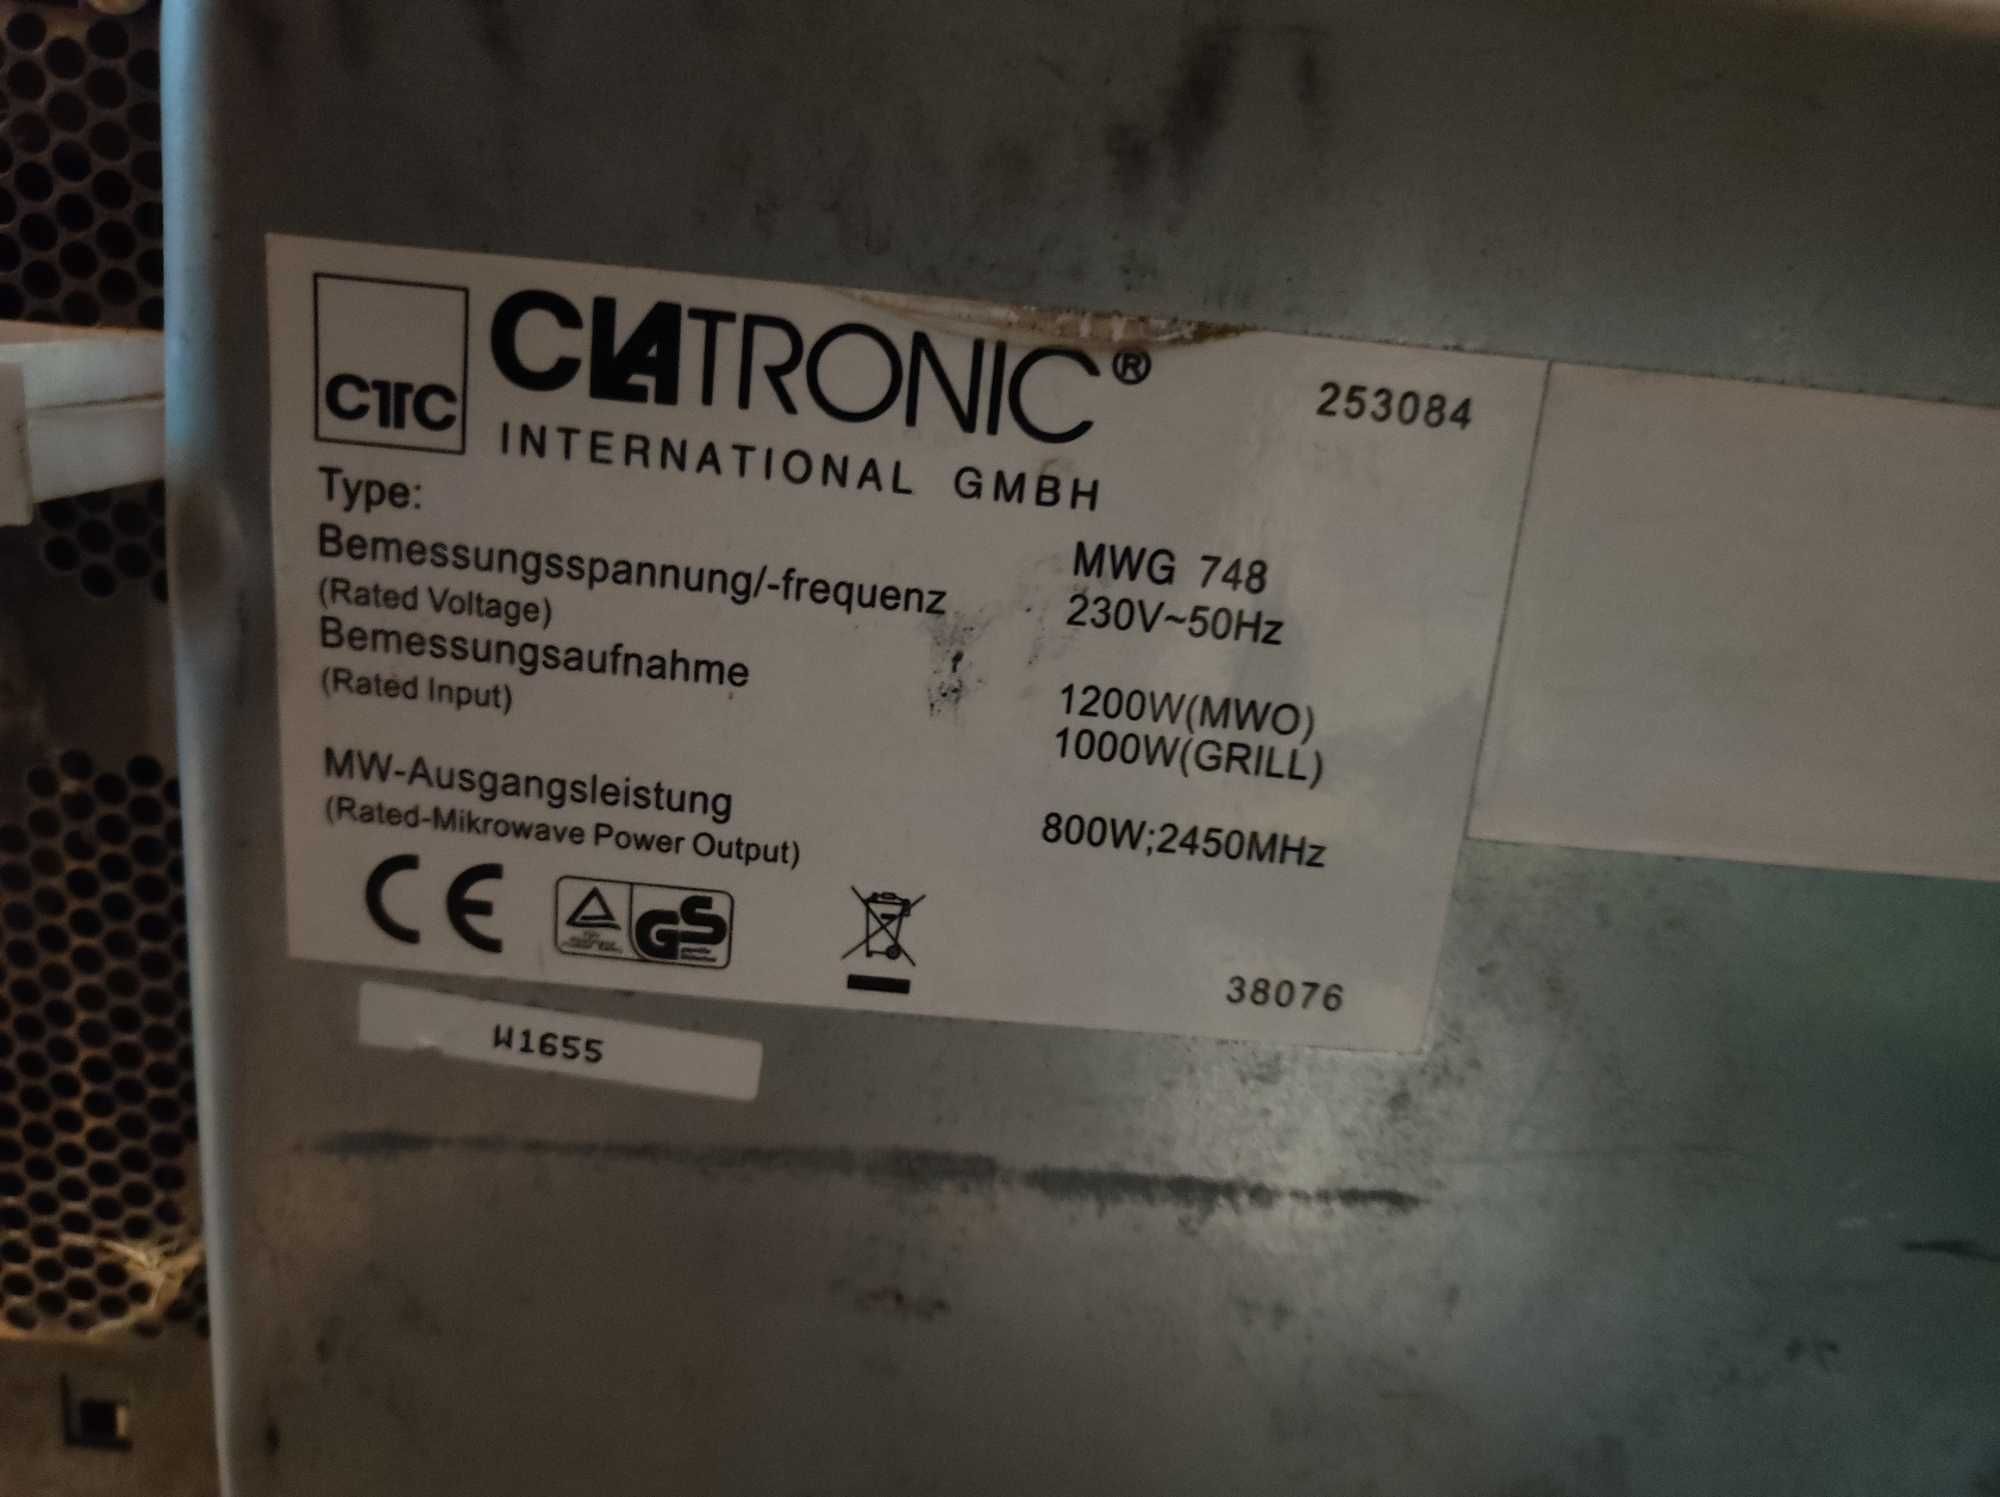 CTC
CLATRONIC®
INTERNATIONAL GMBH
253084
Type:
MWG 748
Bemessungsspannung/-frequenz
230V~50Hz
(Rated Voltage)
Bemessungsaufnahme
1200W(MWO)
(Rated Input)
1000W(GRILL)
MW-Ausgangsleistung
800W;2450MHz
(Rated-Mikrowave Power Output)
CE
GS
38076
W1655